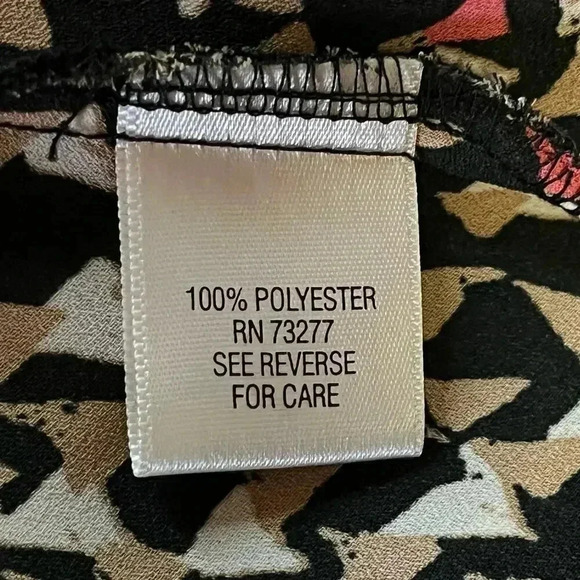 100% POLYESTER
RN 73277
SEE REVERSE
FOR CARE